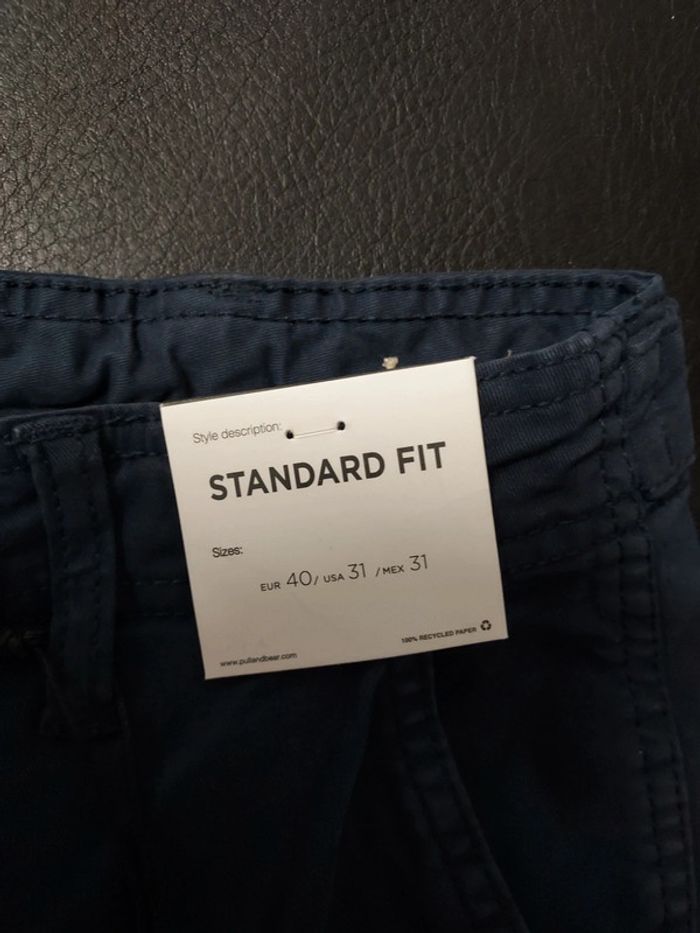 Style description:
STANDARD FIT
Sizes:
EUR 40/ USA 31 /MEX 31
100% RECYCLED PAPER
www.pullandbear.com